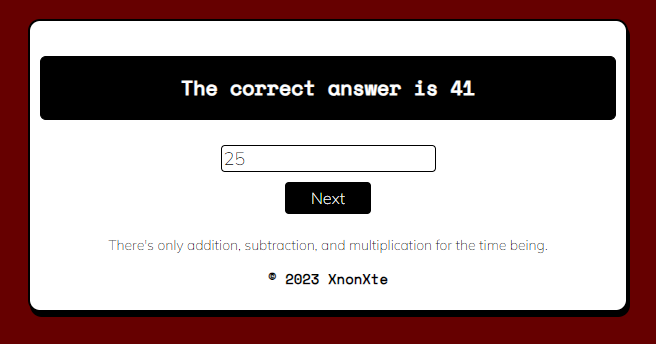 The correct answer is 41
25
Next
There's only addition, subtraction, and multiplication for the time being.
© 2023 XnonXte